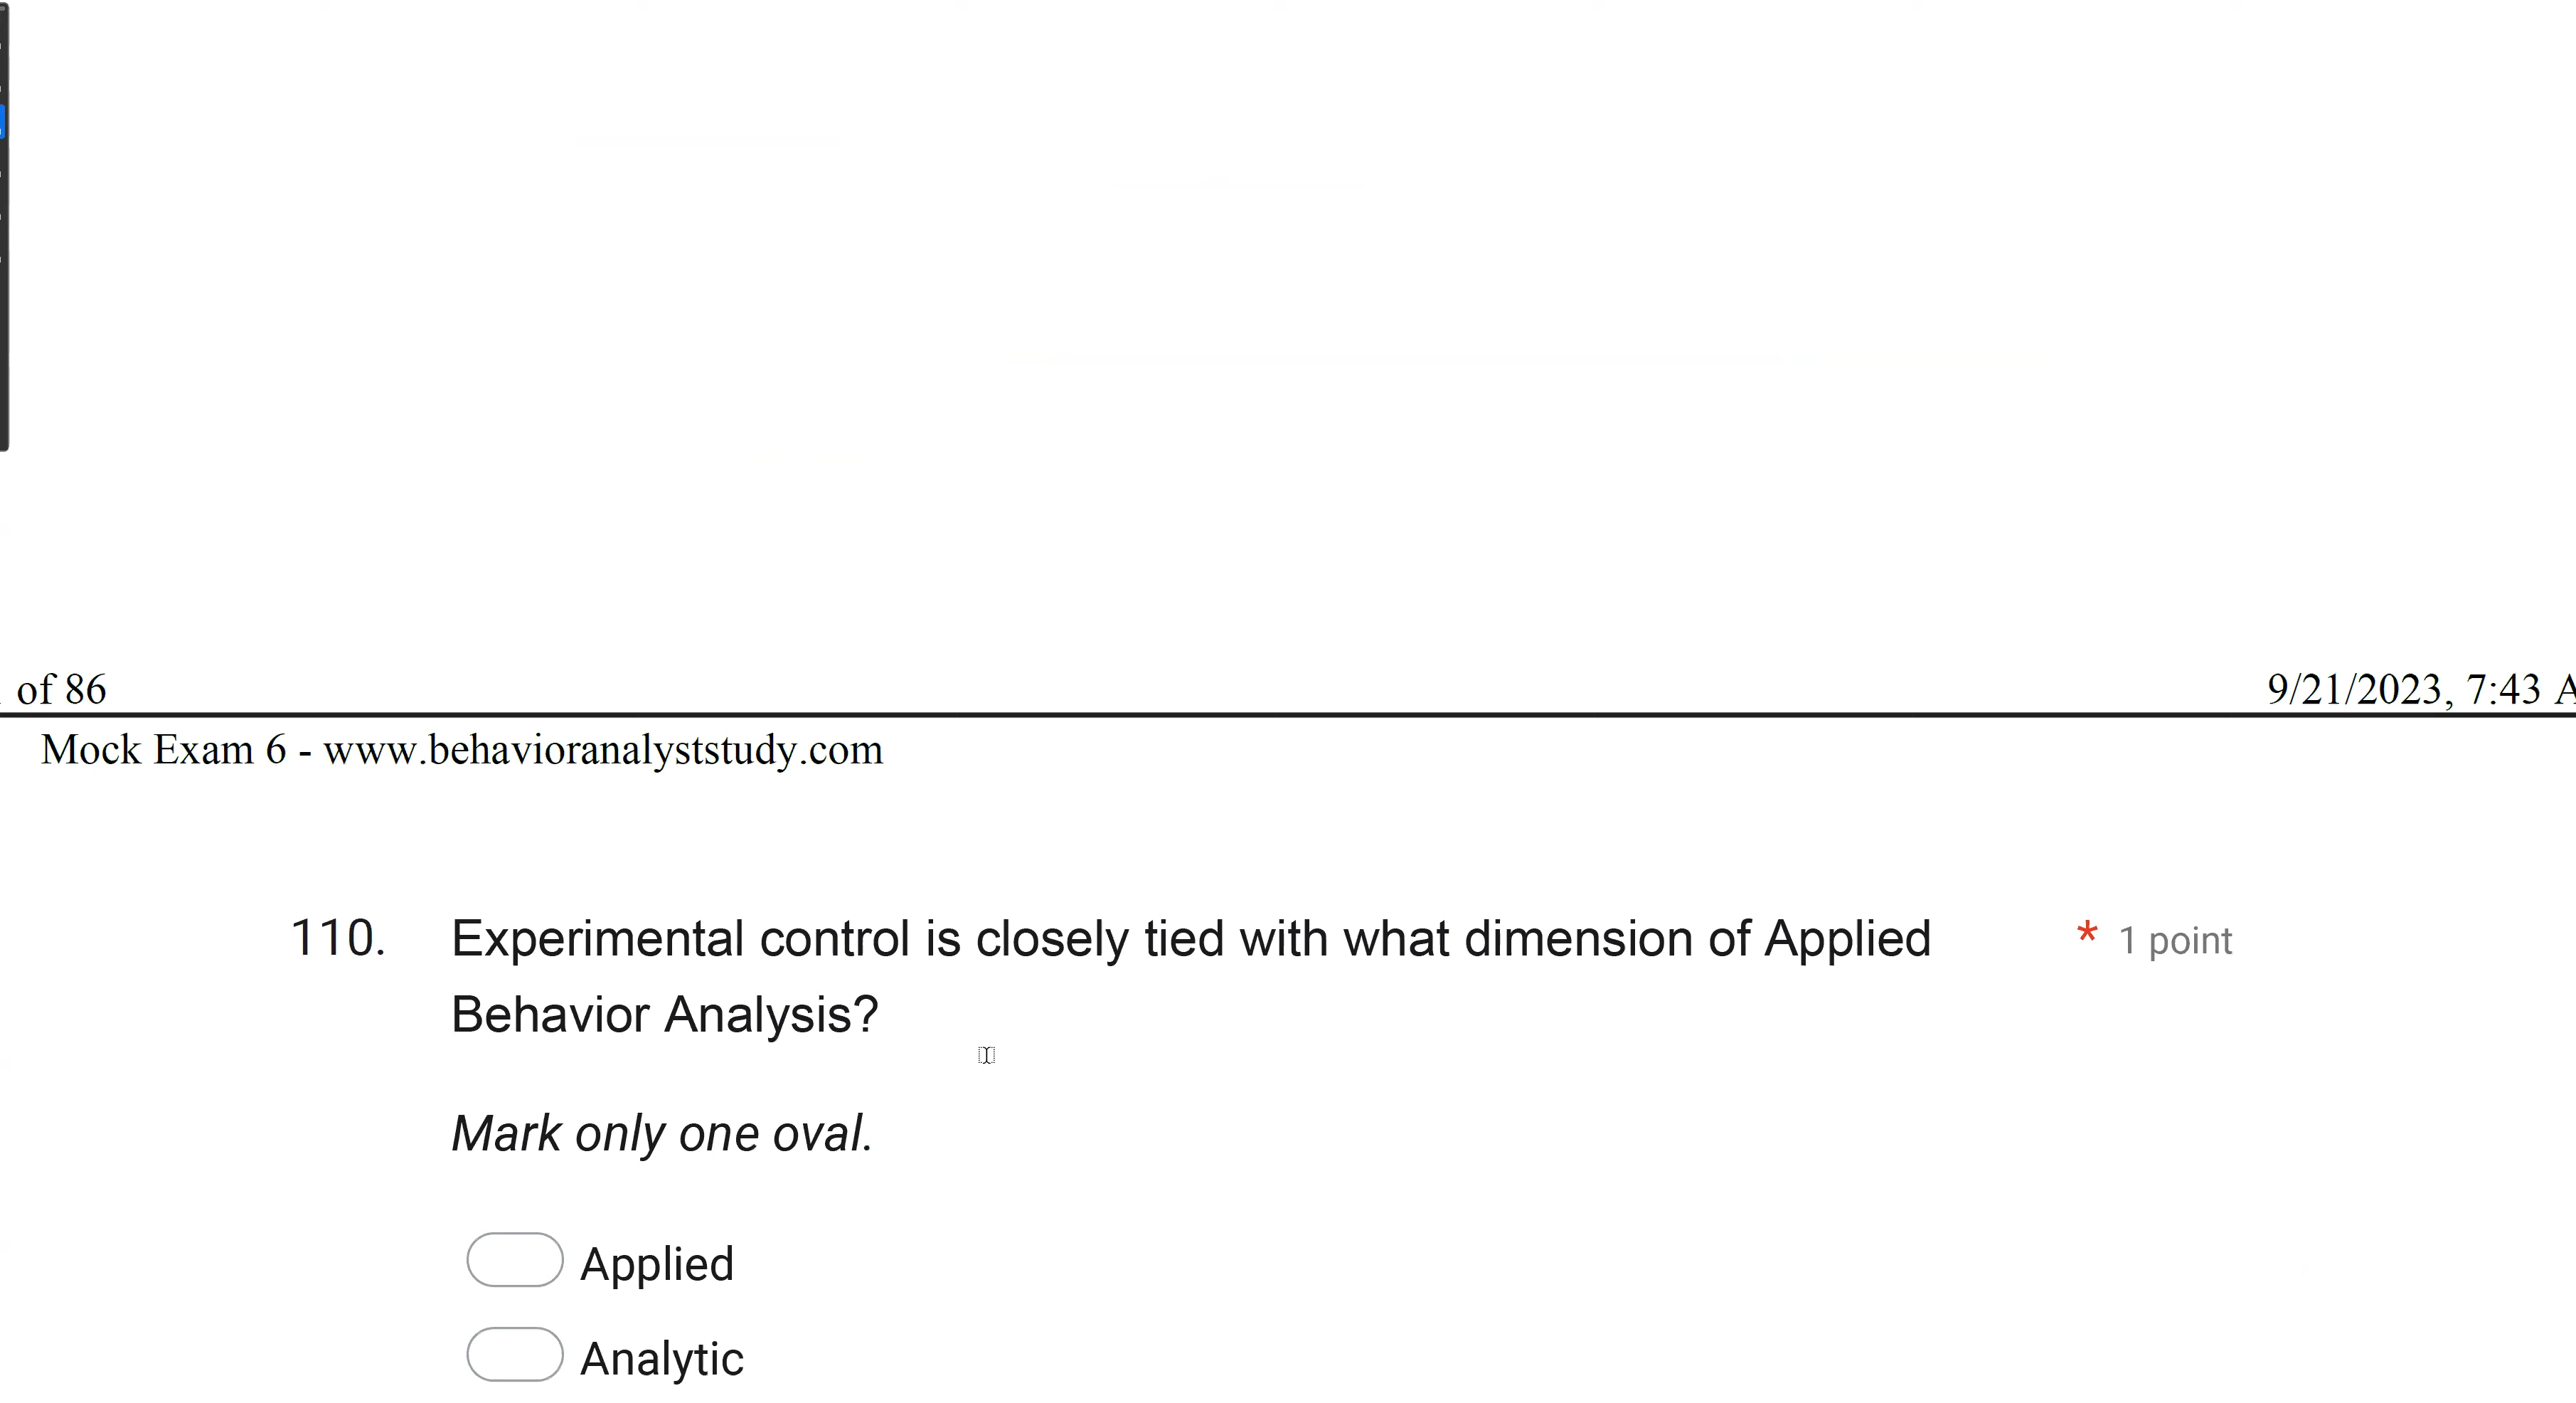 of 86
9/21/2023, 7:43 A
Mock Exam 6 - www.behavioranalyststudy.com
110. Experimental control is closely tied with what dimension of Applied * 1 point
Behavior Analysis?
Mark only one oval.
Applied
Analytic